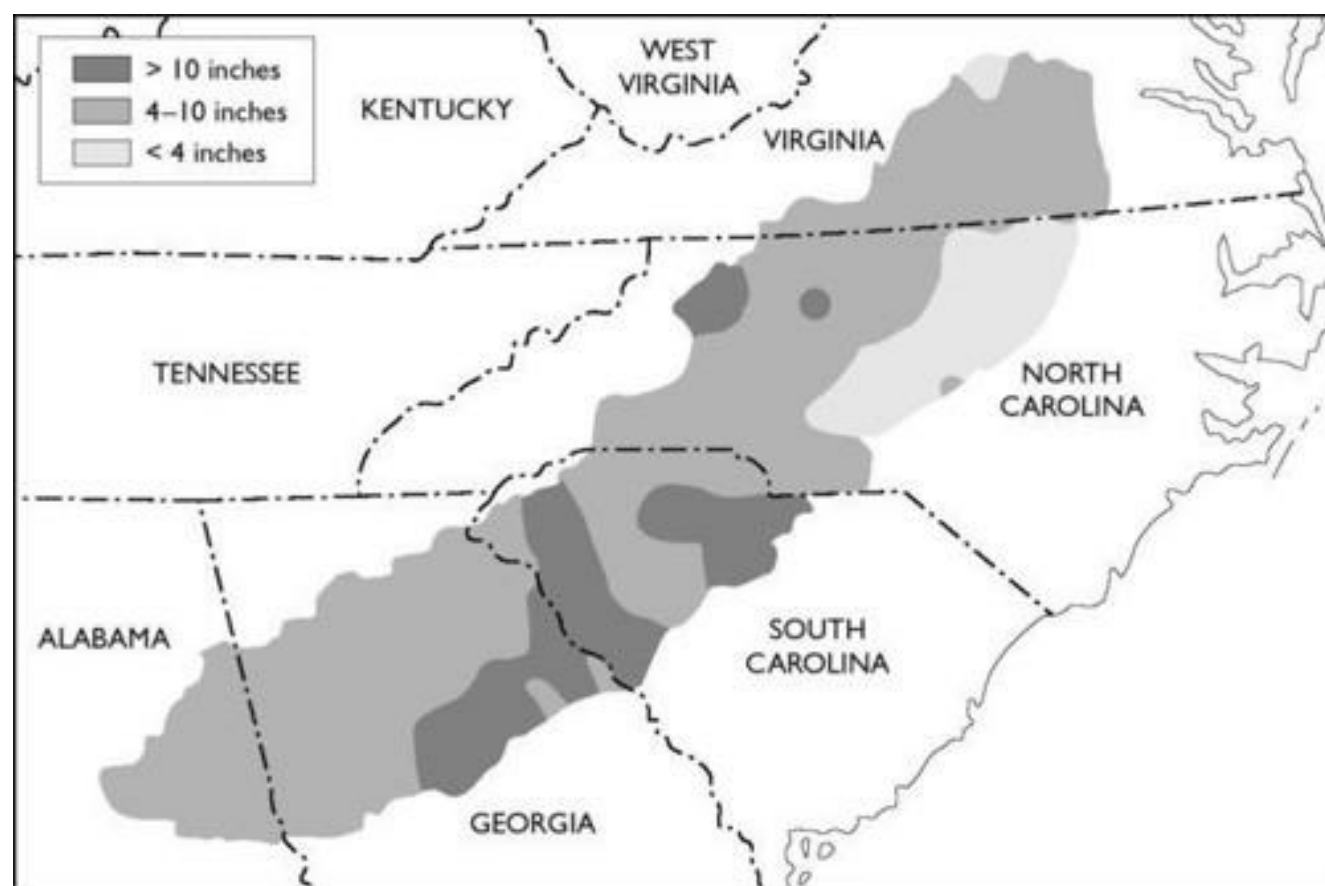 > 10 inches
4–10 inches
< 4 inches
WEST
VIRGINIA
KENTUCKY
VIRGINIA
TENNESSEE
NORTH
CAROLINA
ALABAMA
SOUTH
CAROLINA
GEORGIA